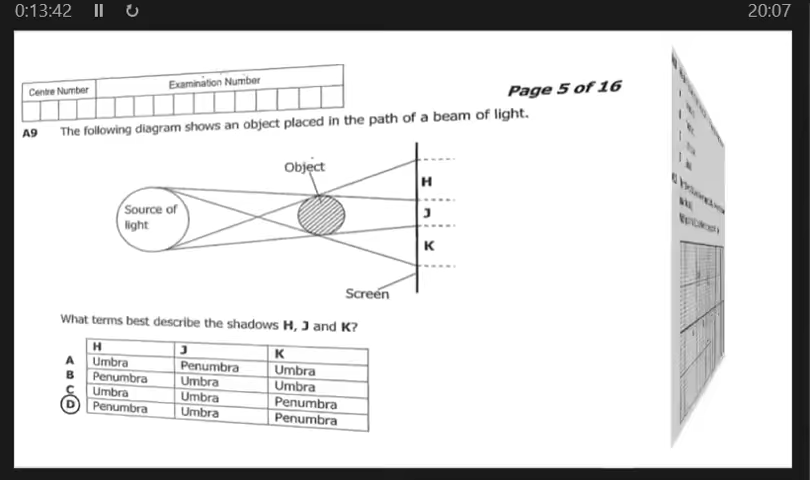 0:13:42
20:07
Centre Number Examination Number
Page 5 of 16
A9 The following diagram shows an object placed in the path of a beam of light.
Object
H
Source of
light
J
K
Screen
What terms best describe the shadows H, J and K?
H J K
A Umbra Penumbra Umbra
B Penumbra Umbra Umbra
C Umbra Umbra Penumbra
D Penumbra Umbra Penumbra